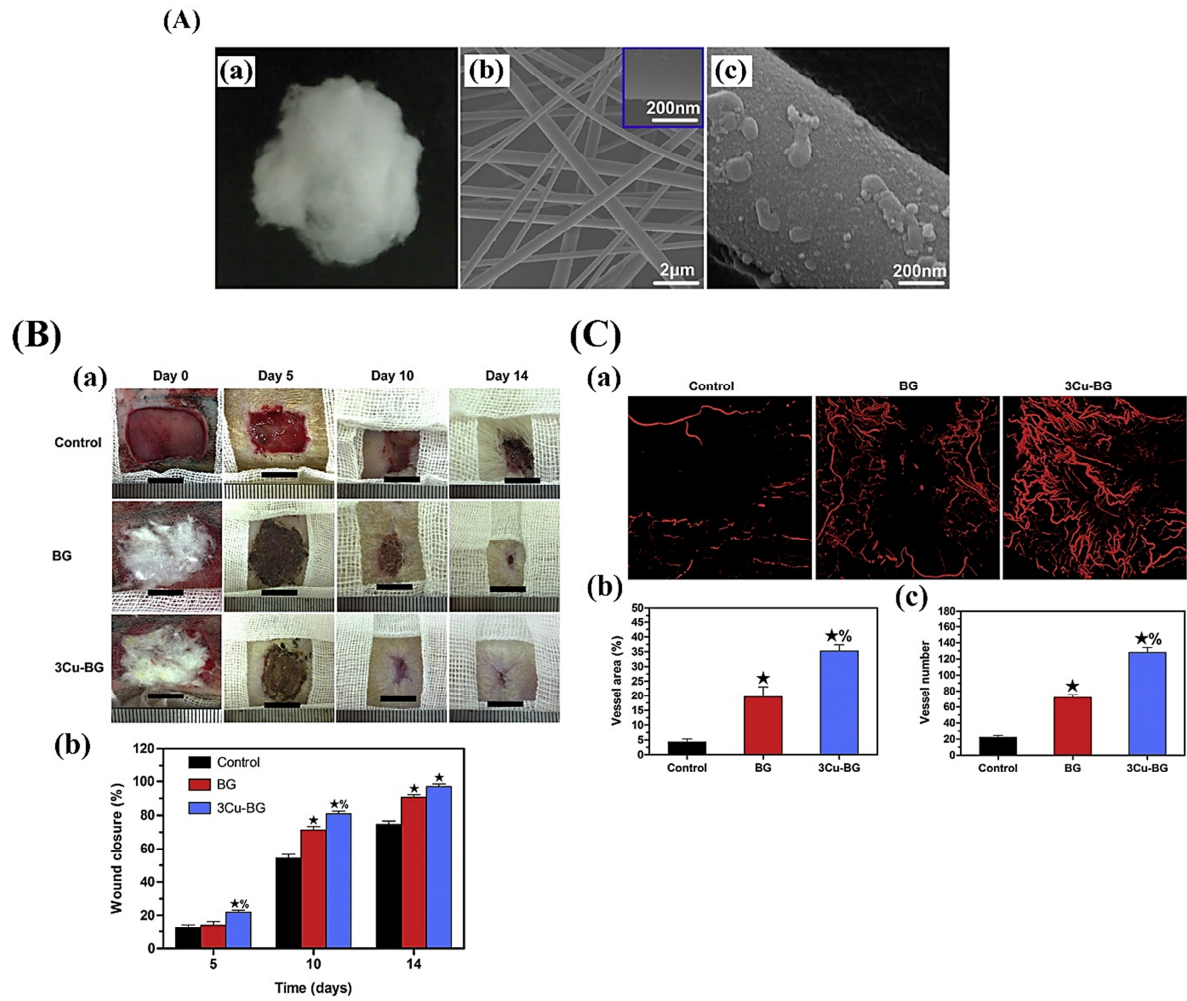 (A)
(a)
(b)
200nm
2µm
(c)
200nm
(B)
(a)
Day 0 Day 5 Day 10 Day 14
Control
BG
3Cu-BG
(b)
120
100
80
60
40
20
0
Wound closure (%)
Control
BG
3Cu-BG
★%
★
★%
★
★
5 10 14
Time (days)
(C)
(a)
Control BG 3Cu-BG
(b)
50
45
40
35
30
25
20
15
10
5
0
Vessel area (%)
★
★%
Control BG 3Cu-BG
(c)
180
160
140
120
100
80
60
40
20
0
Vessel number
★
★%
Control BG 3Cu-BG